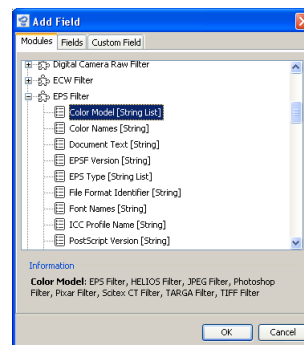 Add Field
Modules Fields Custom Field
Digital Camera Raw Filter
ECW Filter
EPS Filter
Color Model [String List]
Color Names [String]
Document Text [String]
EPSF Version [String]
EPS Type [String List]
File Format Identifier [String]
Font Names [String]
ICC Profile Name [String]
PostScript Version [String]
Information
Color Model: EPS Filter, HELIOS Filter, JPEG Filter, Photoshop
Filter, Pixar Filter, Scitex CT Filter, TARGA Filter, TIFF Filter
OK Cancel